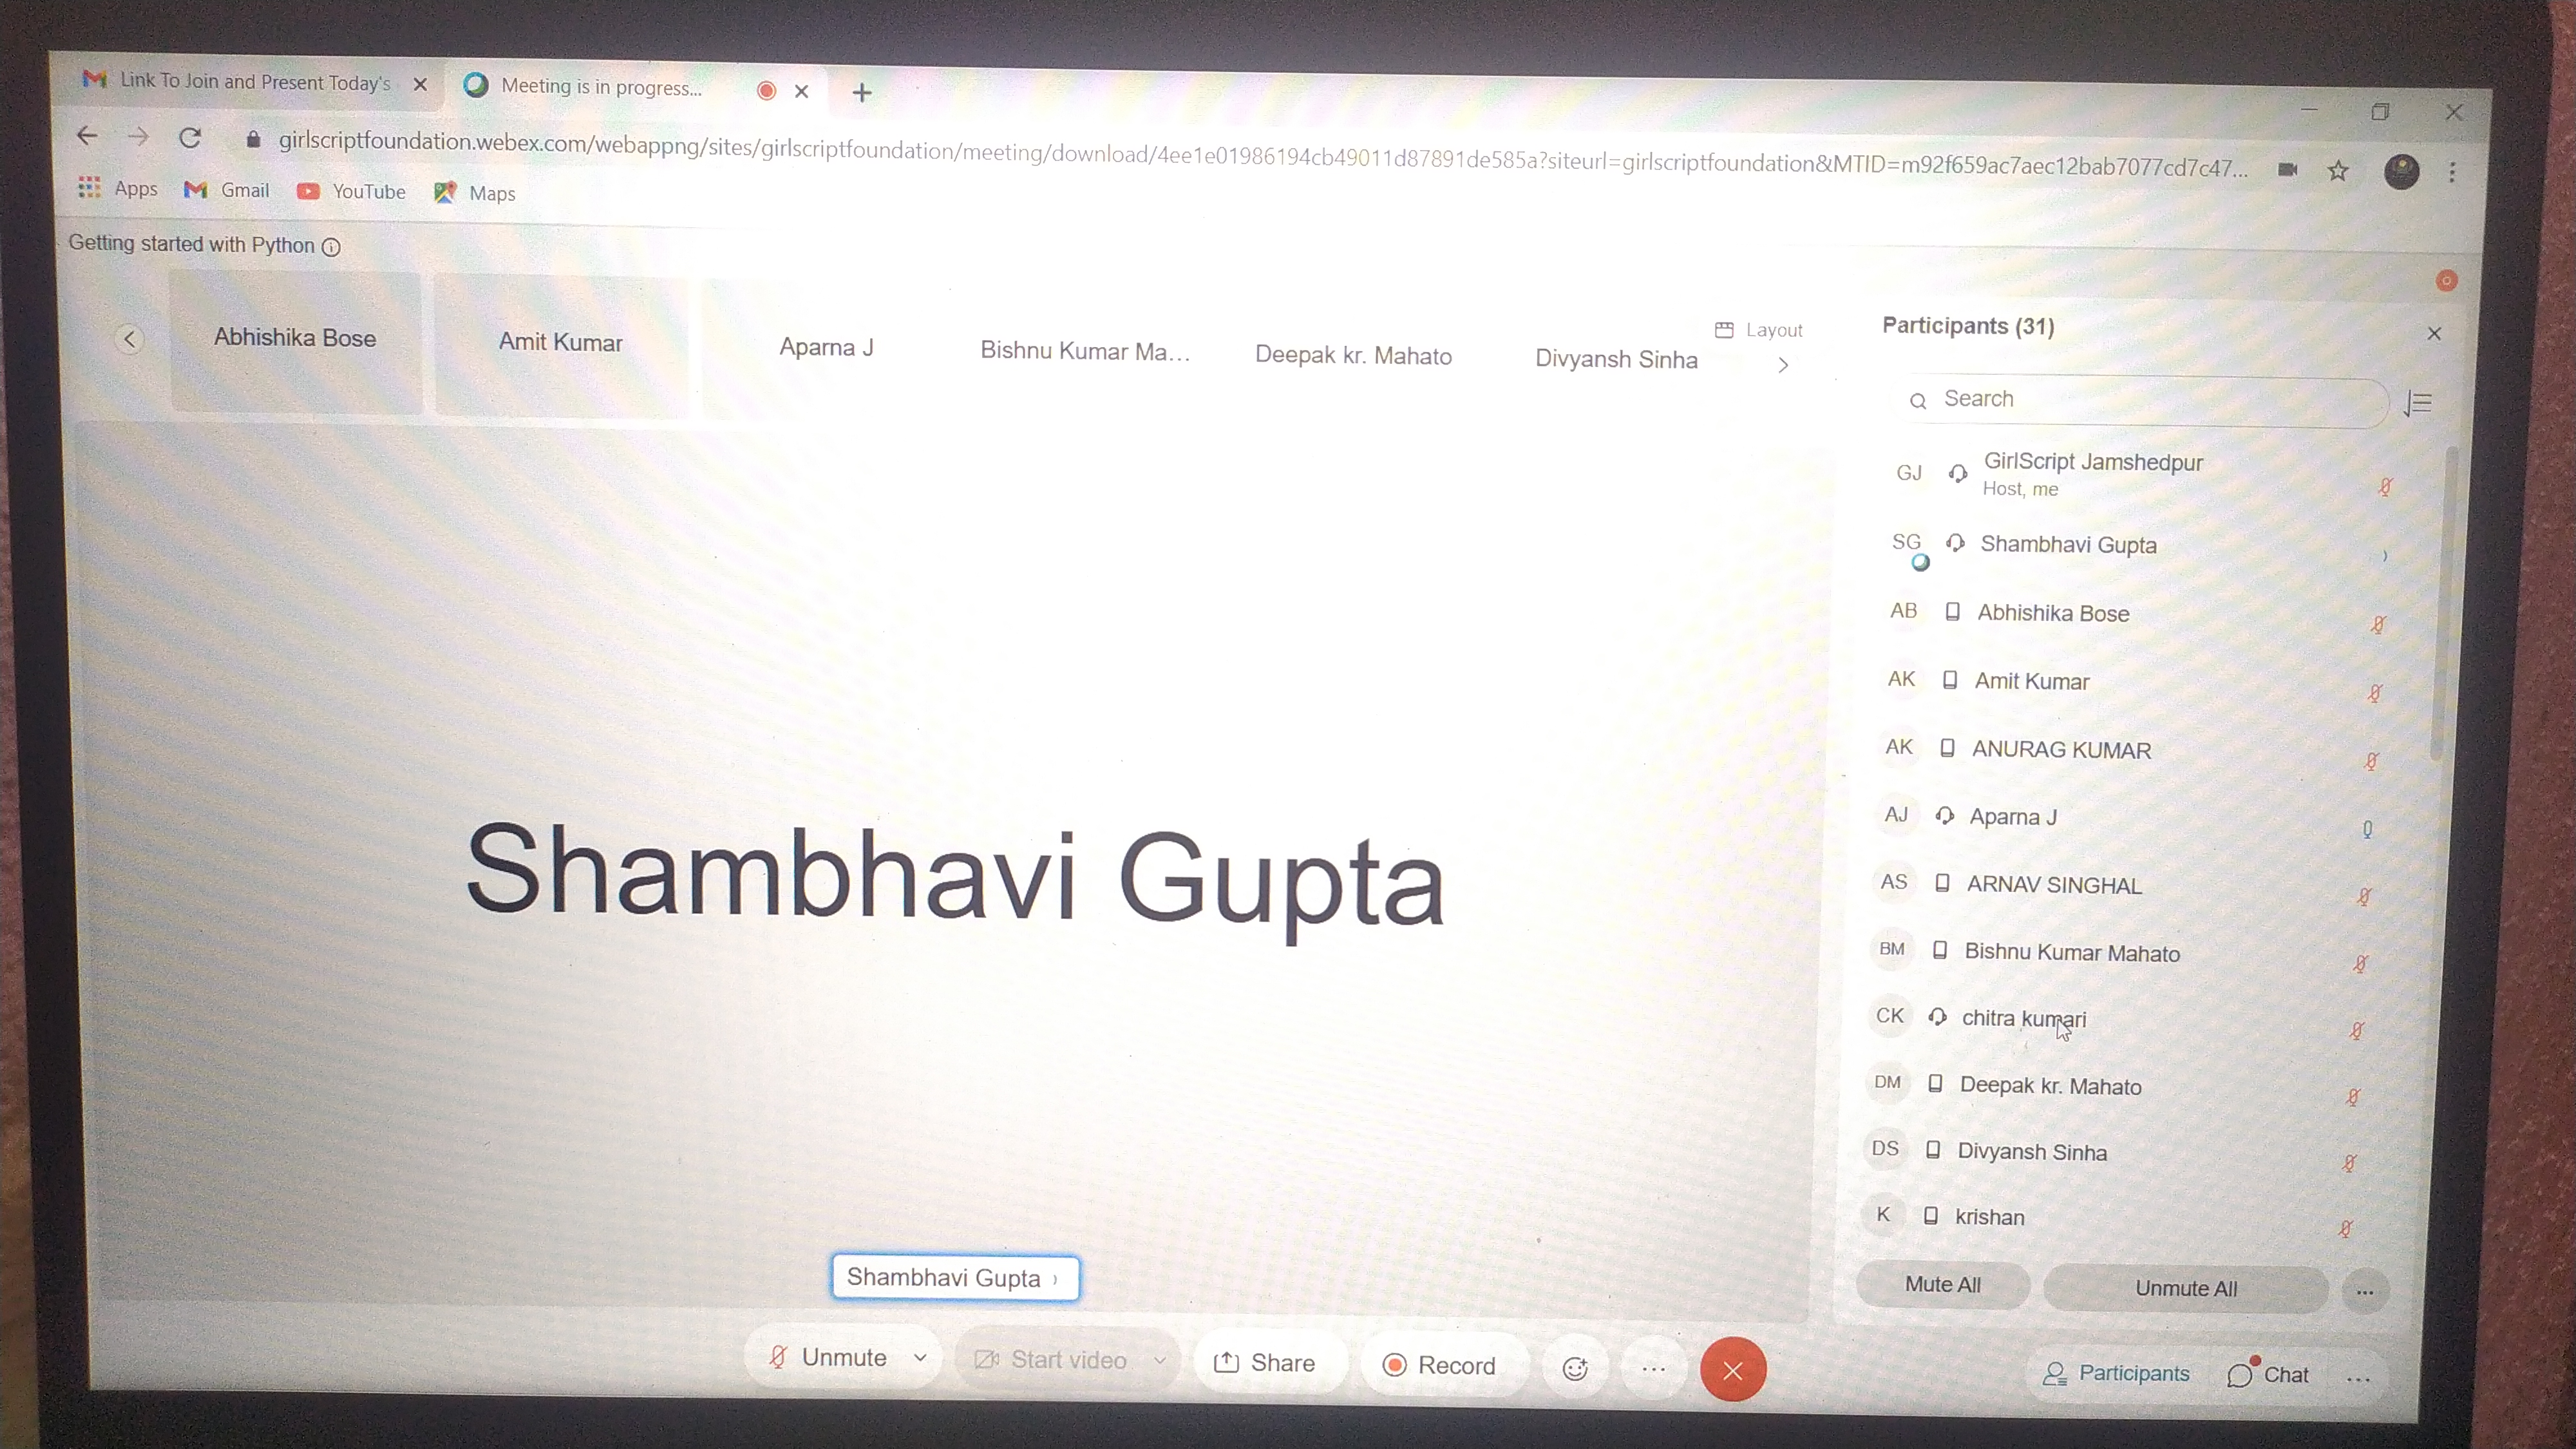 Link To Join and Present Today's
Meeting is in progress...
girlscriptfoundation.webex.com/webappng/sites/girlscriptfoundation/meeting/download/4ee1e01986194cb49011d87891de585a?siteurl=girlscriptfoundation&MTID=m92f659ac7aec12bab7077cd7c47...
Apps Gmail YouTube Maps
Getting started with Python
Abhishika Bose Amit Kumar Aparna J Bishnu Kumar Ma... Deepak kr. Mahato Divyansh Sinha
Layout
Shambhavi Gupta
Shambhavi Gupta
Participants (31)
Search
GJ GirlScript Jamshedpur
Host, me
SG Shambhavi Gupta
AB Abhishika Bose
AK Amit Kumar
AK ANURAG KUMAR
AJ Aparna J
AS ARNAV SINGHAL
BM Bishnu Kumar Mahato
CK chitra kumari
DM Deepak kr. Mahato
DS Divyansh Sinha
K krishan
Mute All Unmute All ...
Unmute Start video Share Record ...
Participants Chat ...